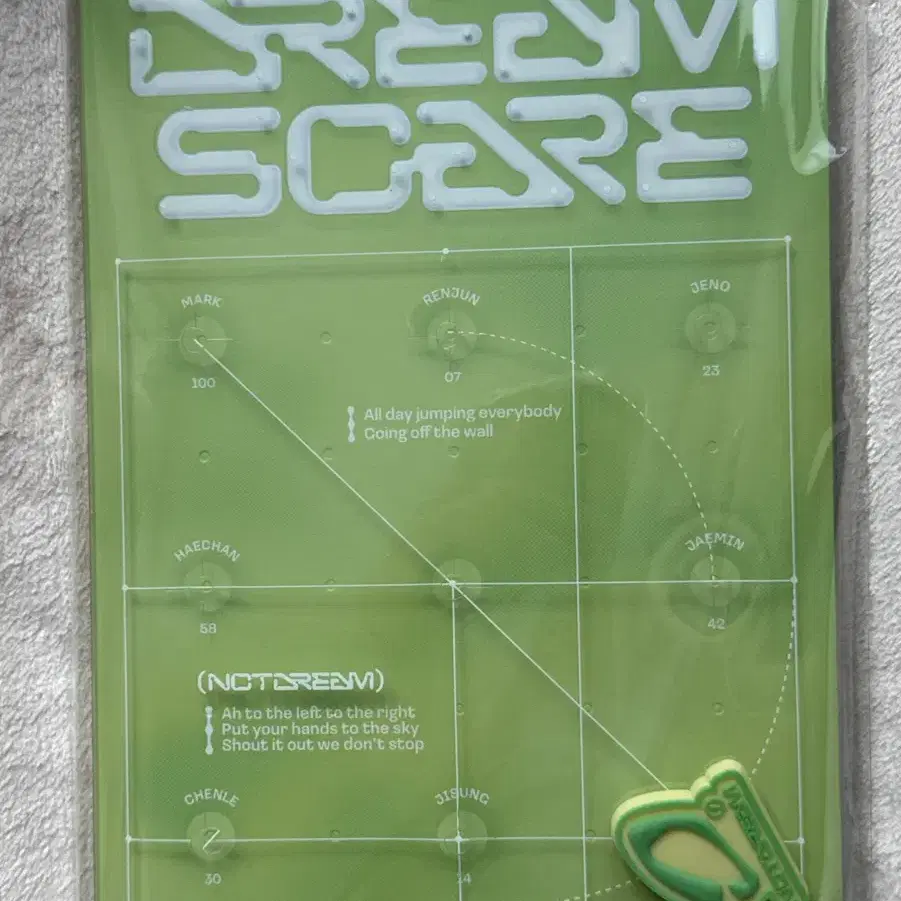 DREAM
SCAPE
MARK
RENJUN
JENO
100
07
23
All day jumping everybody
Going off the wall
HAECHAN
JAEMIN
58
42
(NCTDREAM)
Ah to the left to the right
Put your hands to the sky
Shout it out we don't stop
CHENLE
JISUNG
30
14